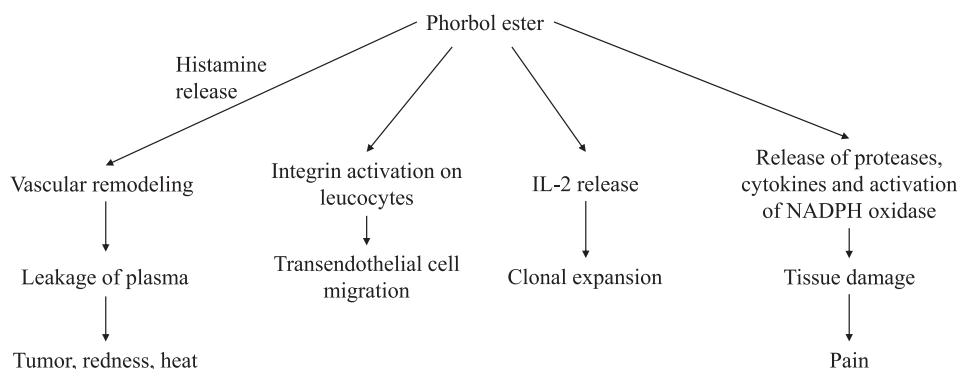 Phorbol ester
Histamine
release
Vascular remodeling
Leakage of plasma
Tumor, redness, heat
Integrin activation on
leucocytes
Transendothelial cell
migration
IL-2 release
Clonal expansion
Release of proteases,
cytokines and activation
of NADPH oxidase
Tissue damage
Pain